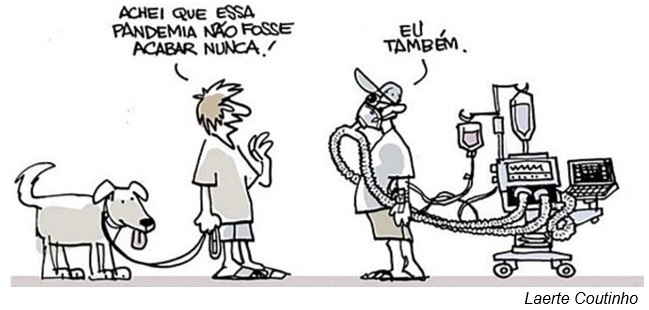 ACHEI QUE ESSA
PANDEMIA NÃO FOSSE
ACABAR NUNCA!
EU
TAMBÉM.
Laerte Coutinho